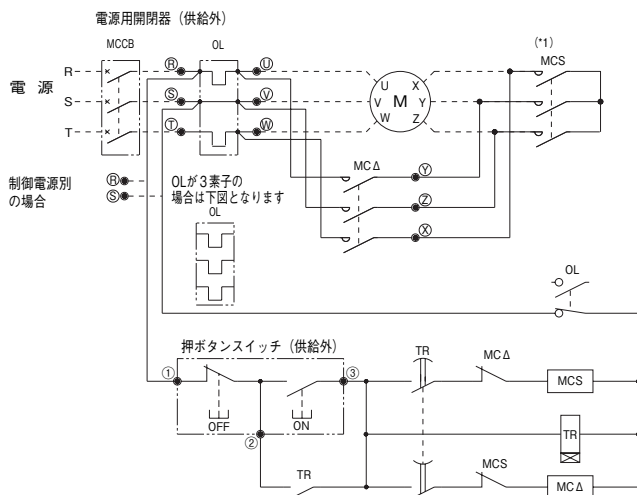 電源用開閉器（供給外）
MCCB
OL
(*1)
MCS
R
Ⓡ
Ⓤ
電 源
S
Ⓢ
Ⓥ
T
Ⓣ
Ⓦ
U
X
V
M
Y
W
Z
MCΔ
Ⓨ
Ⓩ
Ⓧ
制御電源別
の場合
Ⓡ
Ⓢ
OLが３素子の
場合は下図となります
OL
OL
押ボタンスイッチ（供給外）
①
③
OFF
ON
②
TR
MCΔ
MCS
TR
TR
MCS
MCΔ